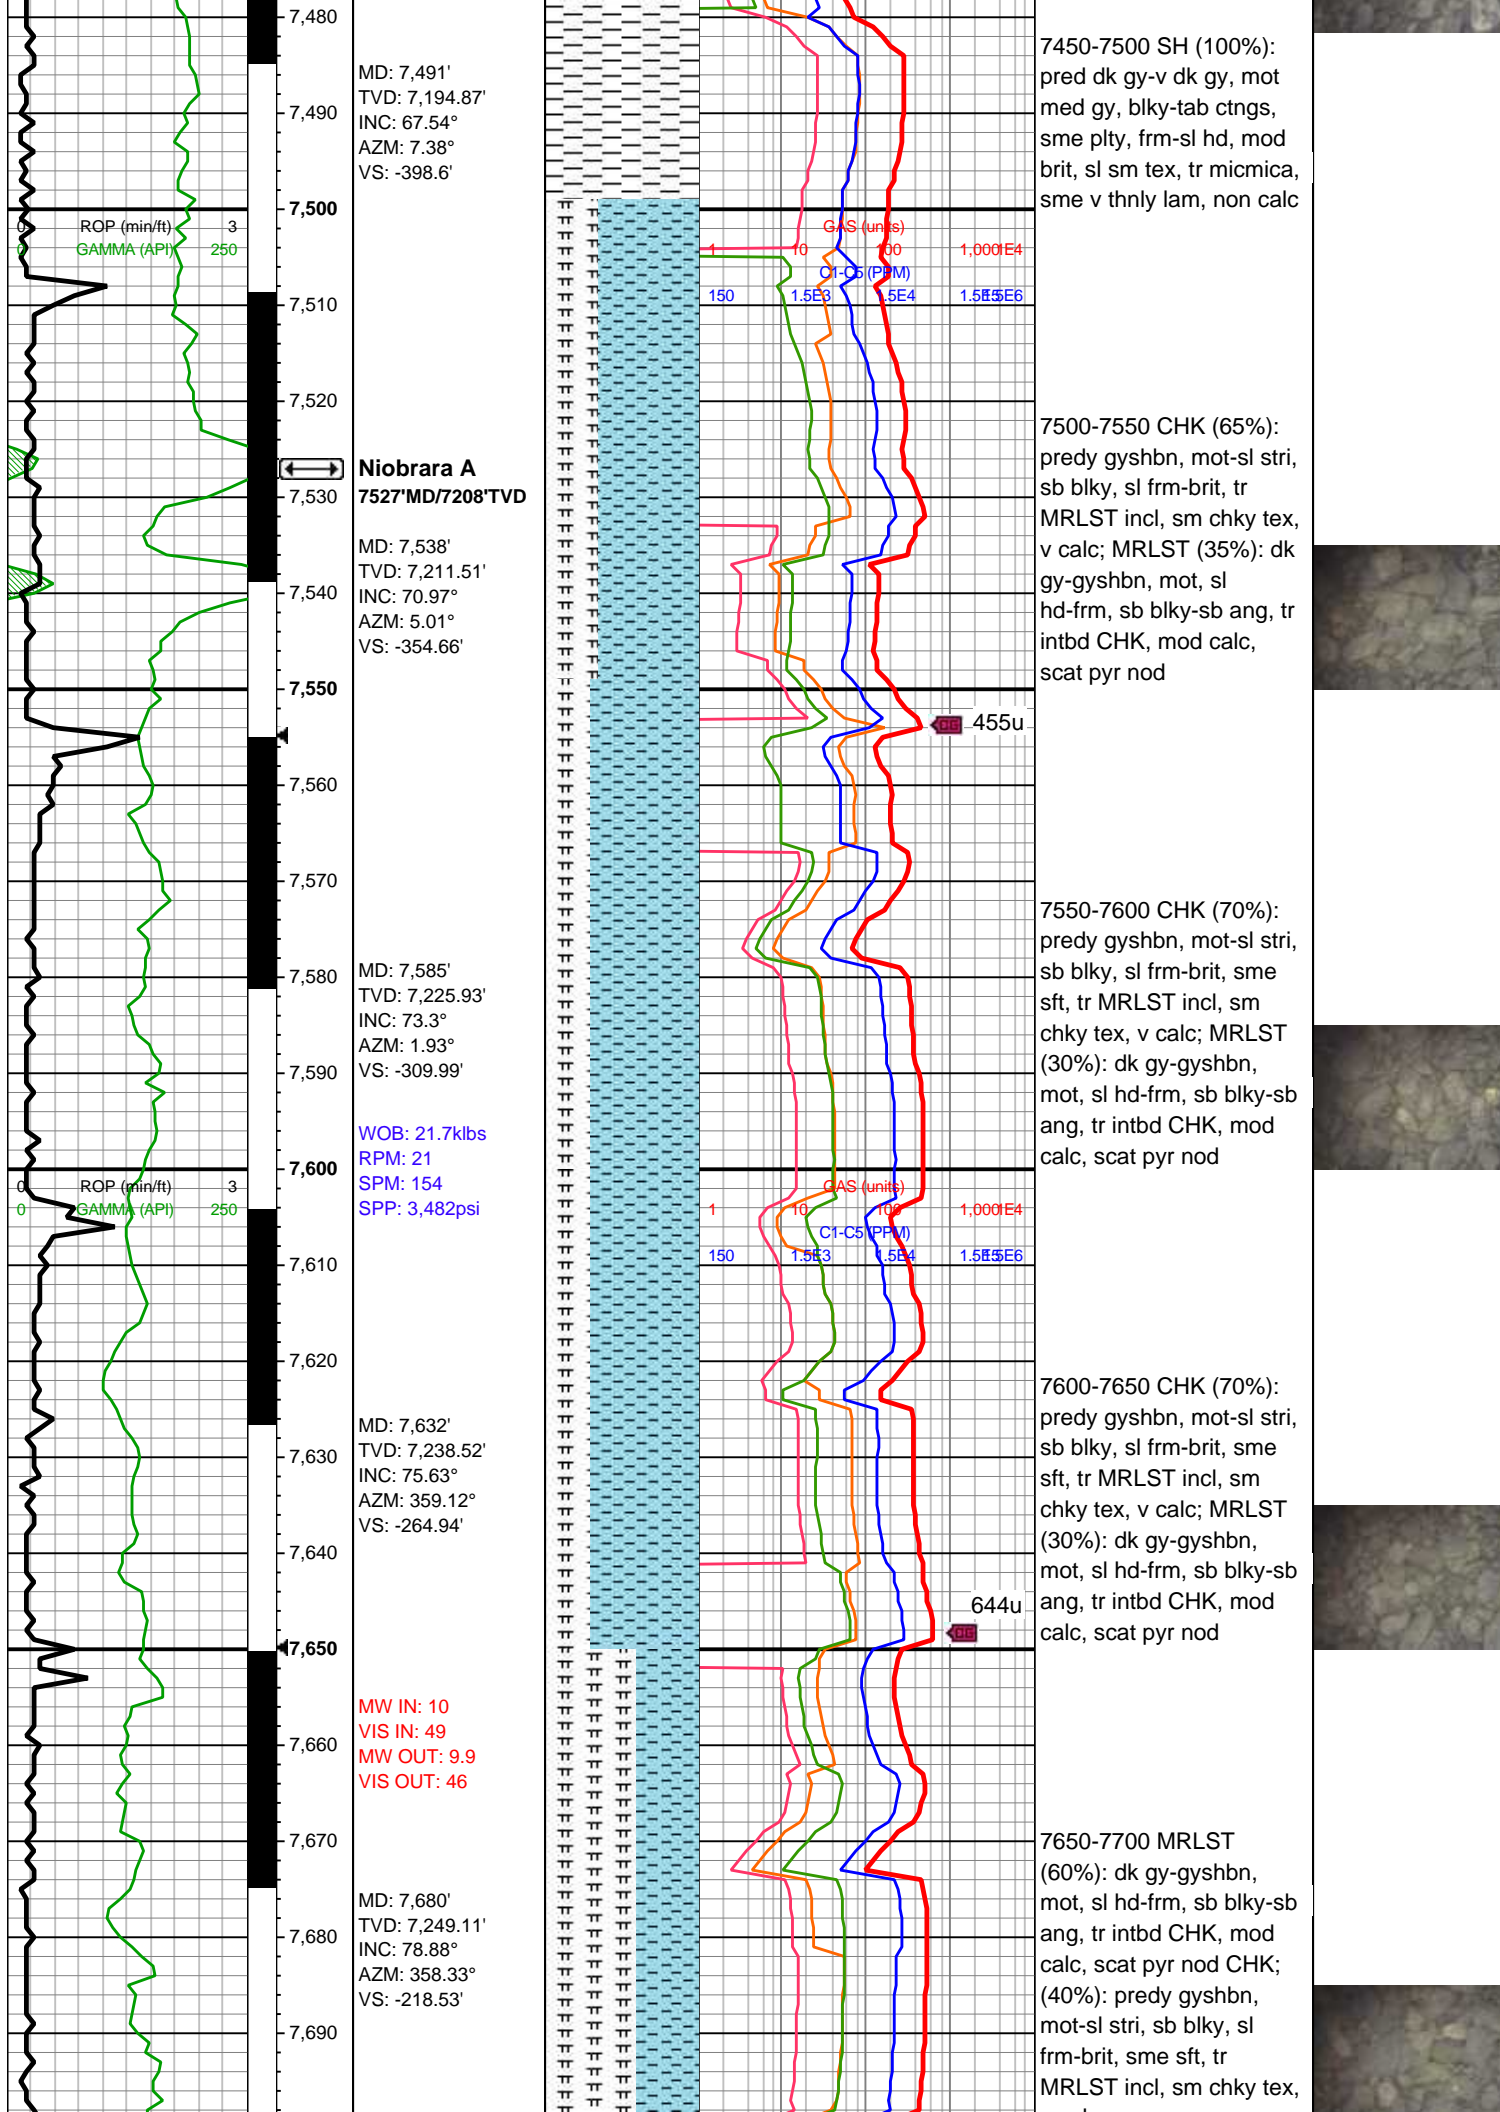 7,480
7,490
7,500
7,510
7,520
7,530
7,540
7,550
7,560
7,570
7,580
7,590
7,600
7,610
7,620
7,630
7,640
7,650
7,660
7,670
7,680
7,690
0 ROP (min/ft) 3
0 GAMMA (API) 250
0 ROP (min/ft) 3
0 GAMMA (API) 250
MD: 7,491'
TVD: 7,194.87'
INC: 67.54°
AZM: 7.38°
VS: -398.6'
Niobrara A
7527'MD/7208'TVD
MD: 7,538'
TVD: 7,211.51'
INC: 70.97°
AZM: 5.01°
VS: -354.66'
MD: 7,585'
TVD: 7,225.93'
INC: 73.3°
AZM: 1.93°
VS: -309.99'
WOB: 21.7klbs
RPM: 21
SPM: 154
SPP: 3,482psi
MD: 7,632'
TVD: 7,238.52'
INC: 75.63°
AZM: 359.12°
VS: -264.94'
MW IN: 10
VIS IN: 49
MW OUT: 9.9
VIS OUT: 46
MD: 7,680'
TVD: 7,249.11'
INC: 78.88°
AZM: 358.33°
VS: -218.53'
GAS (units)
1 10 100 1,000 1E4
C1-C5 (PPM)
150 1.5E3 1.5E4 1.5E5 1.5E6
CG 455u
GAS (units)
1 10 100 1,000 1E4
C1-C5 (PPM)
150 1.5E3 1.5E4 1.5E5 1.5E6
644u
CG
7450-7500 SH (100%):
pred dk gy-v dk gy, mot
med gy, blky-tab ctngs,
sme plty, frm-sl hd, mod
brit, sl sm tex, tr micmica,
sme v thnly lam, non calc
7500-7550 CHK (65%):
predy gyshbn, mot-sl stri,
sb blky, sl frm-brit, tr
MRLST incl, sm chky tex,
v calc; MRLST (35%): dk
gy-gyshbn, mot, sl
hd-frm, sb blky-sb ang, tr
intbd CHK, mod calc,
scat pyr nod
7550-7600 CHK (70%):
predy gyshbn, mot-sl stri,
sb blky, sl frm-brit, sme
sft, tr MRLST incl, sm
chky tex, v calc; MRLST
(30%): dk gy-gyshbn,
mot, sl hd-frm, sb blky-sb
ang, tr intbd CHK, mod
calc, scat pyr nod
7600-7650 CHK (70%):
predy gyshbn, mot-sl stri,
sb blky, sl frm-brit, sme
sft, tr MRLST incl, sm
chky tex, v calc; MRLST
(30%): dk gy-gyshbn,
mot, sl hd-frm, sb blky-sb
ang, tr intbd CHK, mod
calc, scat pyr nod
7650-7700 MRLST
(60%): dk gy-gyshbn,
mot, sl hd-frm, sb blky-sb
ang, tr intbd CHK, mod
calc, scat pyr nod CHK;
(40%): predy gyshbn,
mot-sl stri, sb blky, sl
frm-brit, sme sft, tr
MRLST incl, sm chky tex,